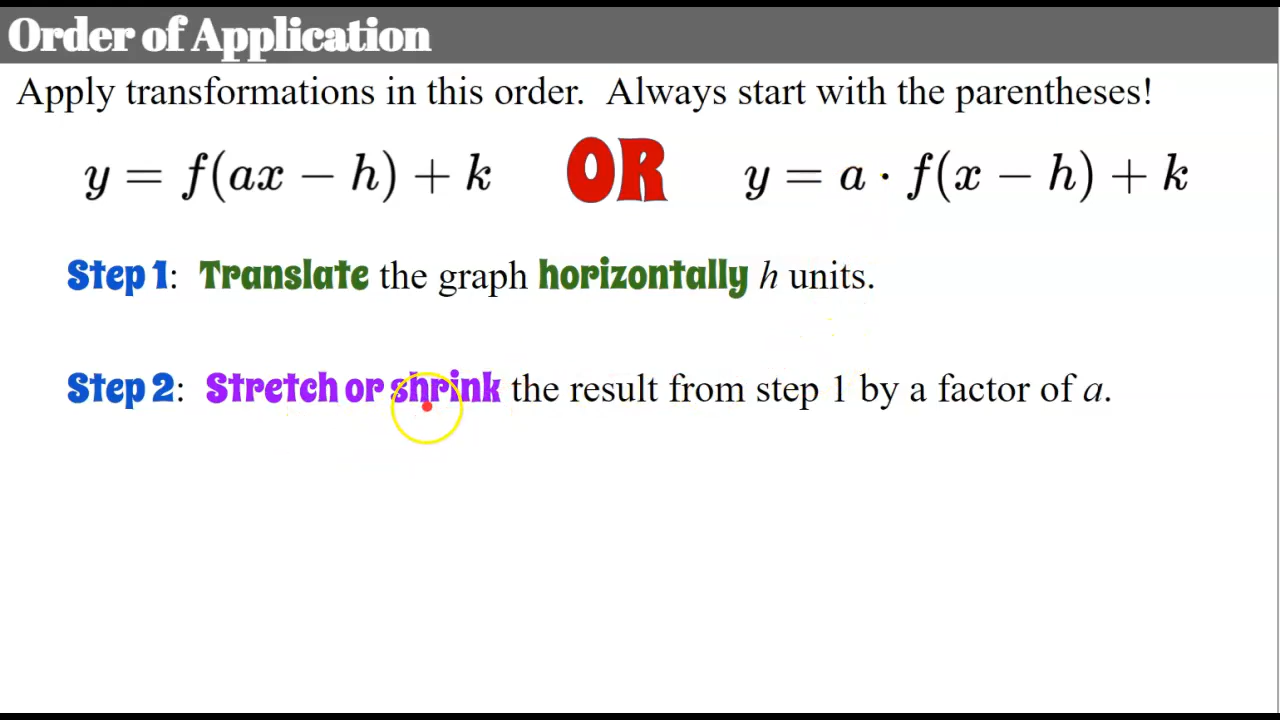 Order of Application
Apply transformations in this order. Always start with the parentheses!
y = f(ax − h) + k OR y = a · f(x − h) + k
Step 1: Translate the graph horizontally h units.
Step 2: Stretch or shrink the result from step 1 by a factor of a.